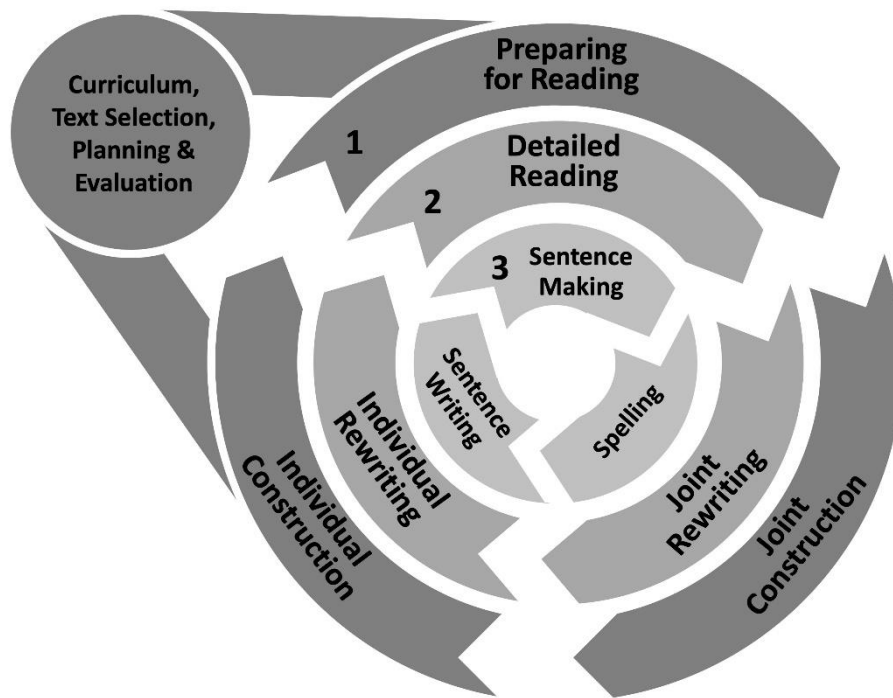 Curriculum,
Text Selection,
Planning &
Evaluation
1
Preparing
for Reading
2
Detailed
Reading
3
Sentence
Making
Spelling
Sentence
Writing
Joint
Rewriting
Individual
Rewriting
Joint
Construction
Individual
Construction